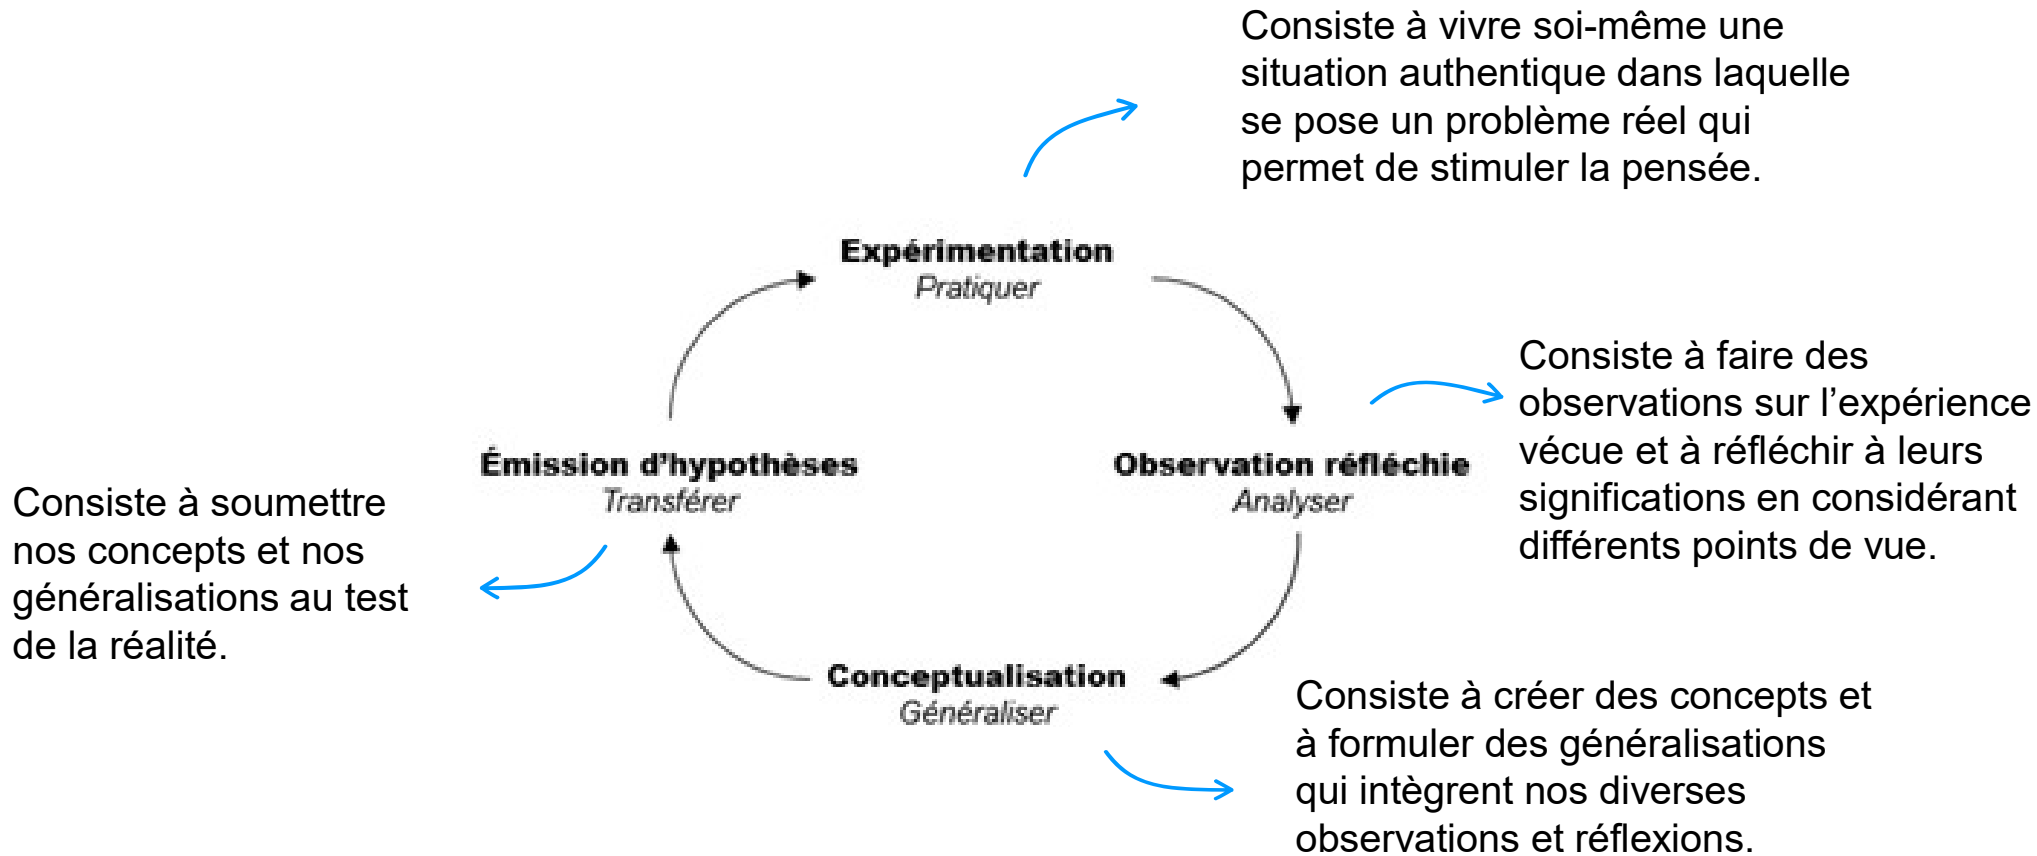 Consiste à vivre soi-même une
situation authentique dans laquelle
se pose un problème réel qui
permet de stimuler la pensée.
Expérimentation
Pratiquer
Consiste à faire des
observations sur l’expérience
vécue et à réfléchir à leurs
significations en considérant
différents points de vue.
Observation réfléchie
Analyser
Émission d’hypothèses
Transférer
Consiste à soumettre
nos concepts et nos
généralisations au test
de la réalité.
Conceptualisation
Généraliser
Consiste à créer des concepts et
à formuler des généralisations
qui intègrent nos diverses
observations et réflexions.